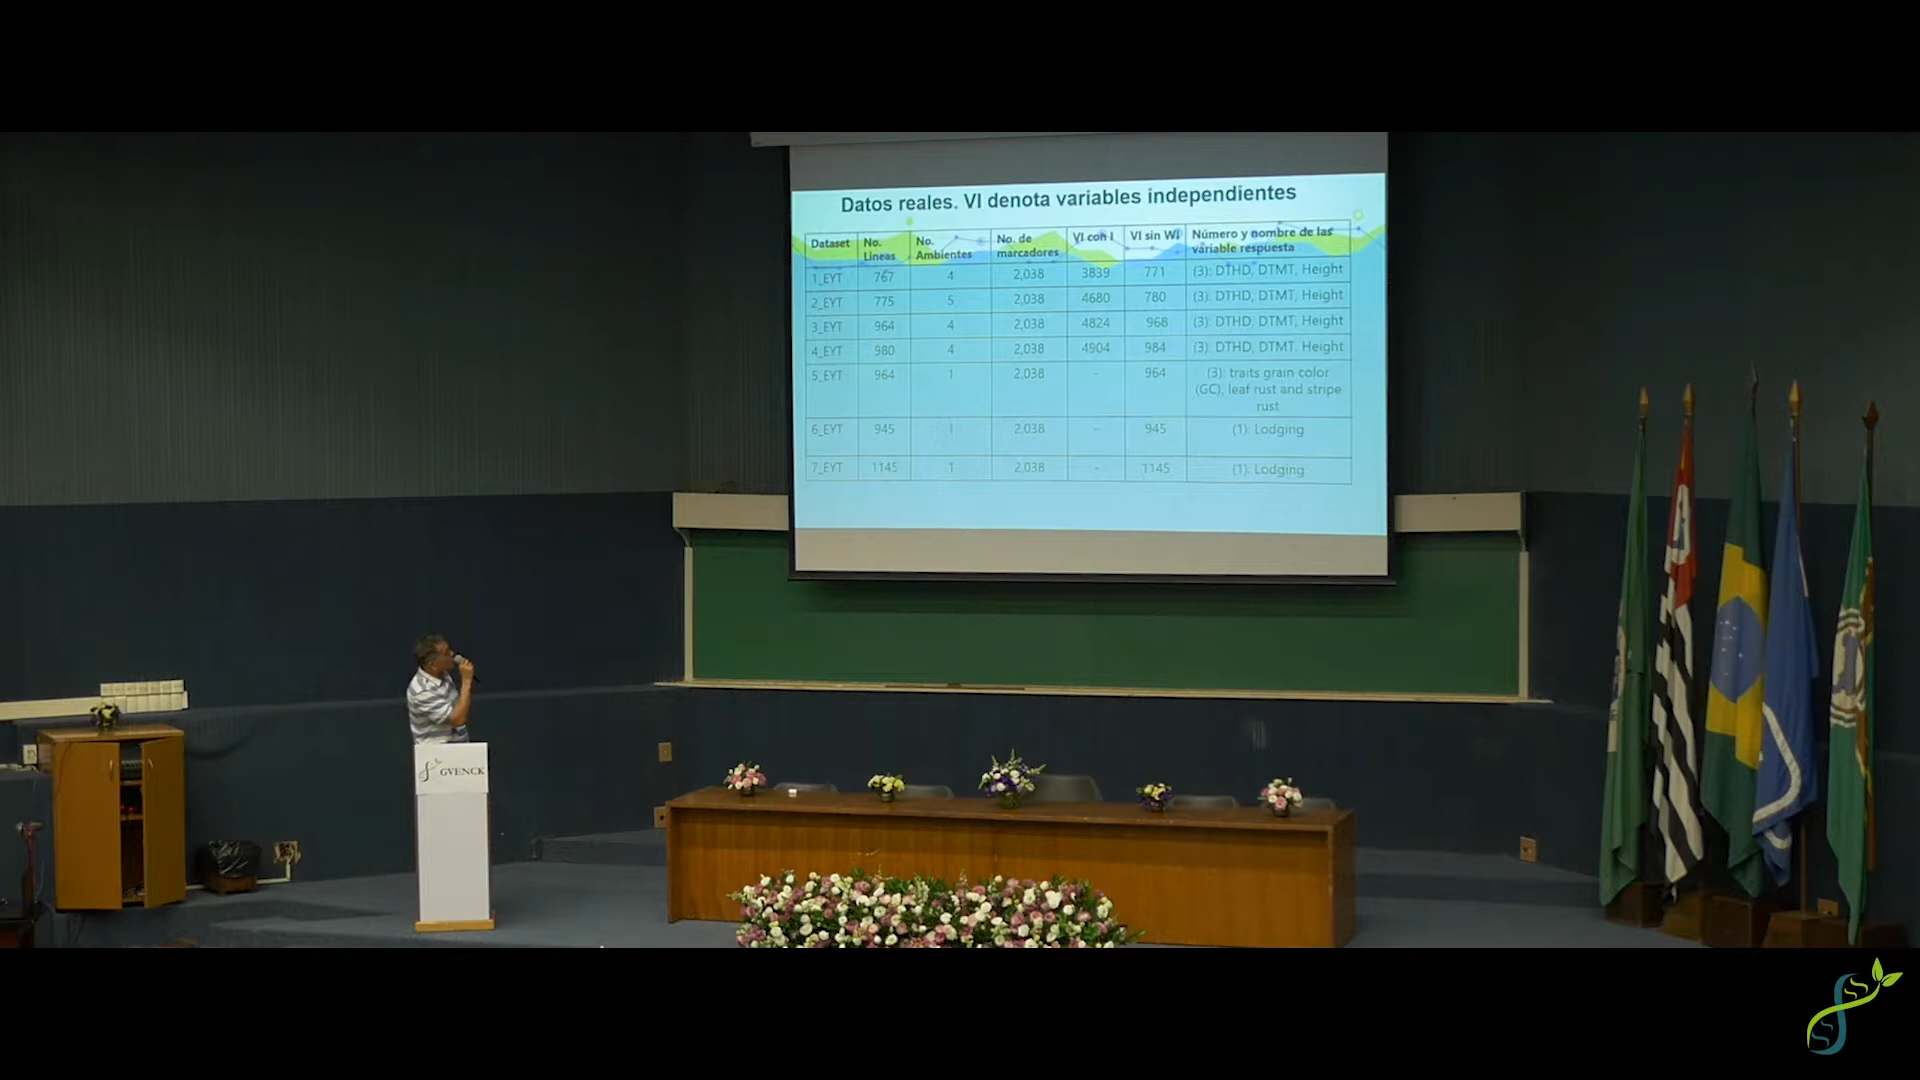 Datos reales. VI denota variables independientes
Dataset No. Lineas No. Ambientes No. de marcadores VI con I VI sin WI Número y nombre de las variable respuesta
1_EYT 767 4 2,038 3839 771 (3): DTHD, DTMT, Height
2_EYT 775 5 2,038 4680 780 (3): DTHD, DTMT, Height
3_EYT 964 4 2,038 4824 968 (3): DTHD, DTMT, Height
4_EYT 980 4 2,038 4904 984 (3): DTHD, DTMT. Height
5_EYT 964 1 2,038 - 964 (3): traits grain color
(GC), leaf rust and stripe
rust
6_EYT 945 1 2,038 - 945 (1): Lodging
7_EYT 1145 1 2,038 - 1145 (1): Lodging
GVENCK